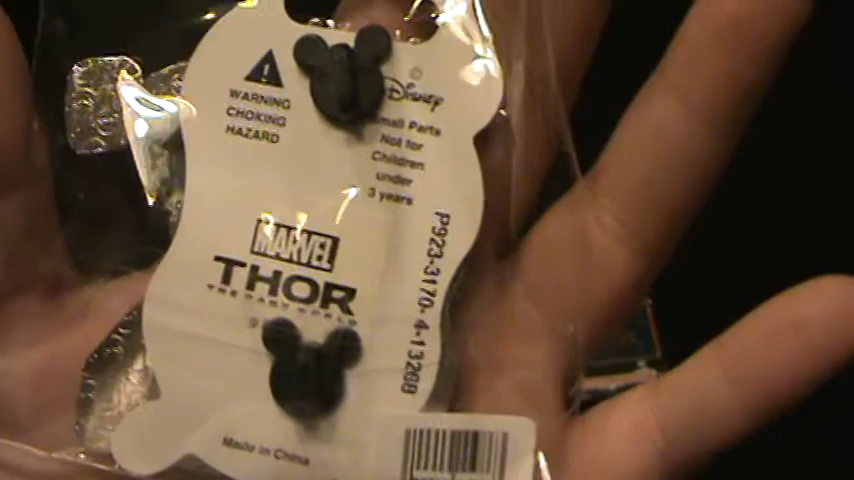 WARNING
CHOKING
HAZARD
©
Disney
Small Parts
Not for
Children
under
3 years
MARVEL
THOR
THE DARK WORLD
P923-3170-4-13268
Made in China